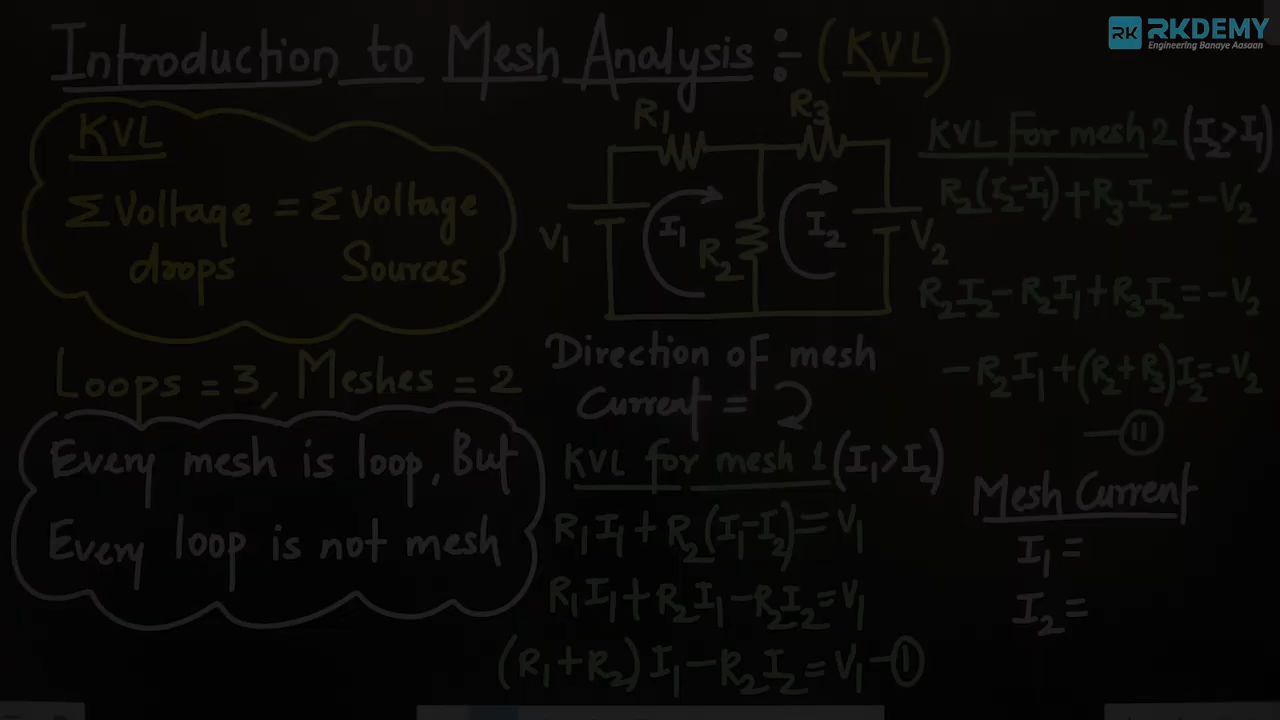 Introduction to Mesh Analysis :- (KVL)
RK RKDEMY
Engineering Banaye Aasaan
KVL
Σ Voltage drops = Σ Voltage Sources
Loops = 3, Meshes = 2
Every mesh is loop, But
Every loop is not mesh
R1
R3
V1
I1
R2
I2
V2
Direction of mesh
Current =
KVL for mesh 1 (I1 > I2)
R1I1 + R2(I1-I2) = V1
R1I1 + R2I1 - R2I2 = V1
(R1+R2)I1 - R2I2 = V1 - ①
KVL for mesh 2 (I2 > I1)
R2(I2-I1) + R3I2 = -V2
R2I2 - R2I1 + R3I2 = -V2
-R2I1 + (R2+R3)I2 = -V2
- ⑪
Mesh Current
I1 =
I2 =